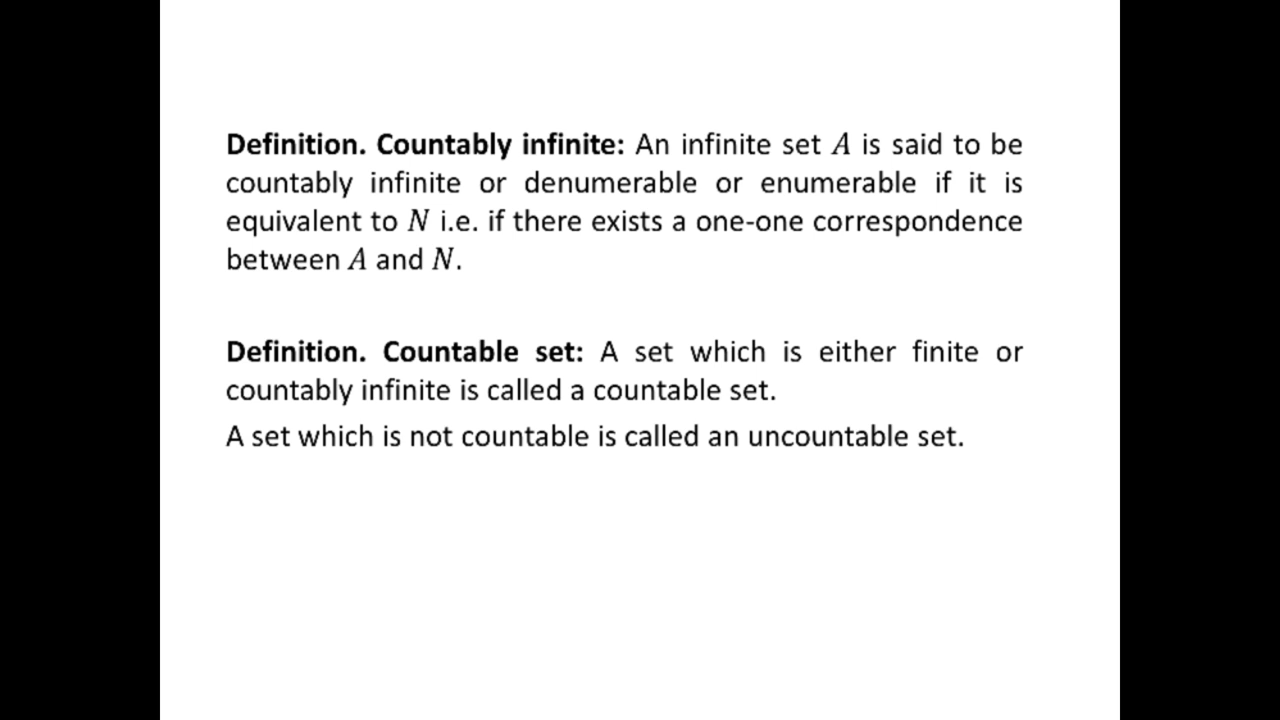 Definition. Countably infinite: An infinite set A is said to be
countably infinite or denumerable or enumerable if it is
equivalent to N i.e. if there exists a one-one correspondence
between A and N.
Definition. Countable set: A set which is either finite or
countably infinite is called a countable set.
A set which is not countable is called an uncountable set.